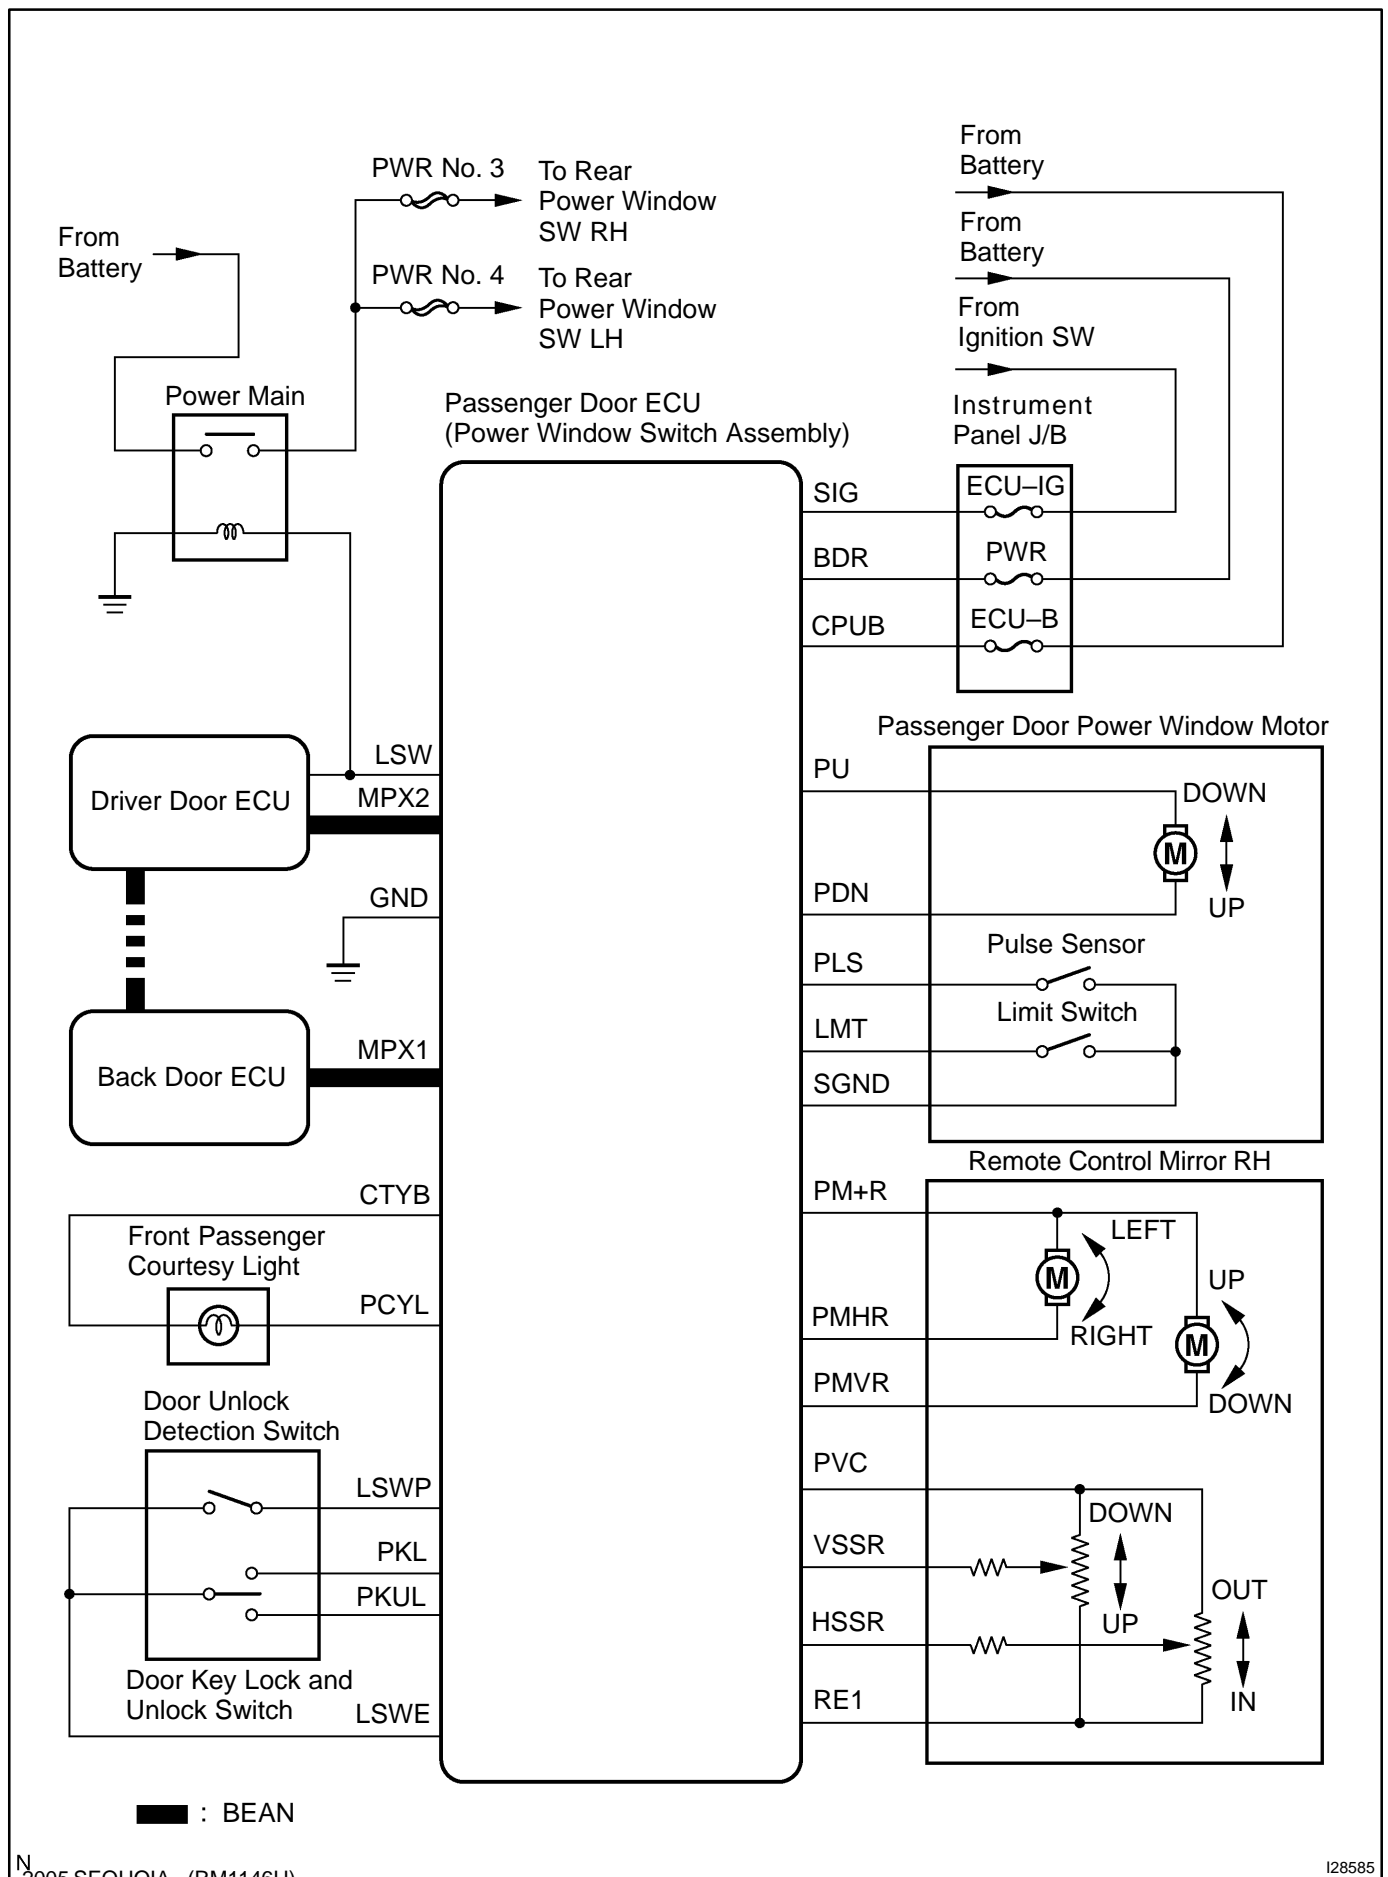 From
Battery
PWR No. 3
To Rear
Power Window
SW RH
PWR No. 4
To Rear
Power Window
SW LH
From
Battery
From
Battery
From
Ignition SW
Power Main
Passenger Door ECU
(Power Window Switch Assembly)
Instrument
Panel J/B
SIG
ECU–IG
BDR
PWR
CPUB
ECU–B
Driver Door ECU
LSW
MPX2
GND
Back Door ECU
MPX1
Passenger Door Power Window Motor
PU
DOWN
M
UP
PDN
PLS
Pulse Sensor
LMT
Limit Switch
SGND
CTYB
Front Passenger
Courtesy Light
PCYL
Remote Control Mirror RH
PM+R
LEFT
M
RIGHT
UP
M
DOWN
PMHR
PMVR
Door Unlock
Detection Switch
LSWP
PKL
PKUL
Door Key Lock and
Unlock Switch
LSWE
PVC
DOWN
UP
VSSR
HSSR
OUT
IN
RE1
: BEAN
N
2005 SEQUOIA (RM1146U)
I28585